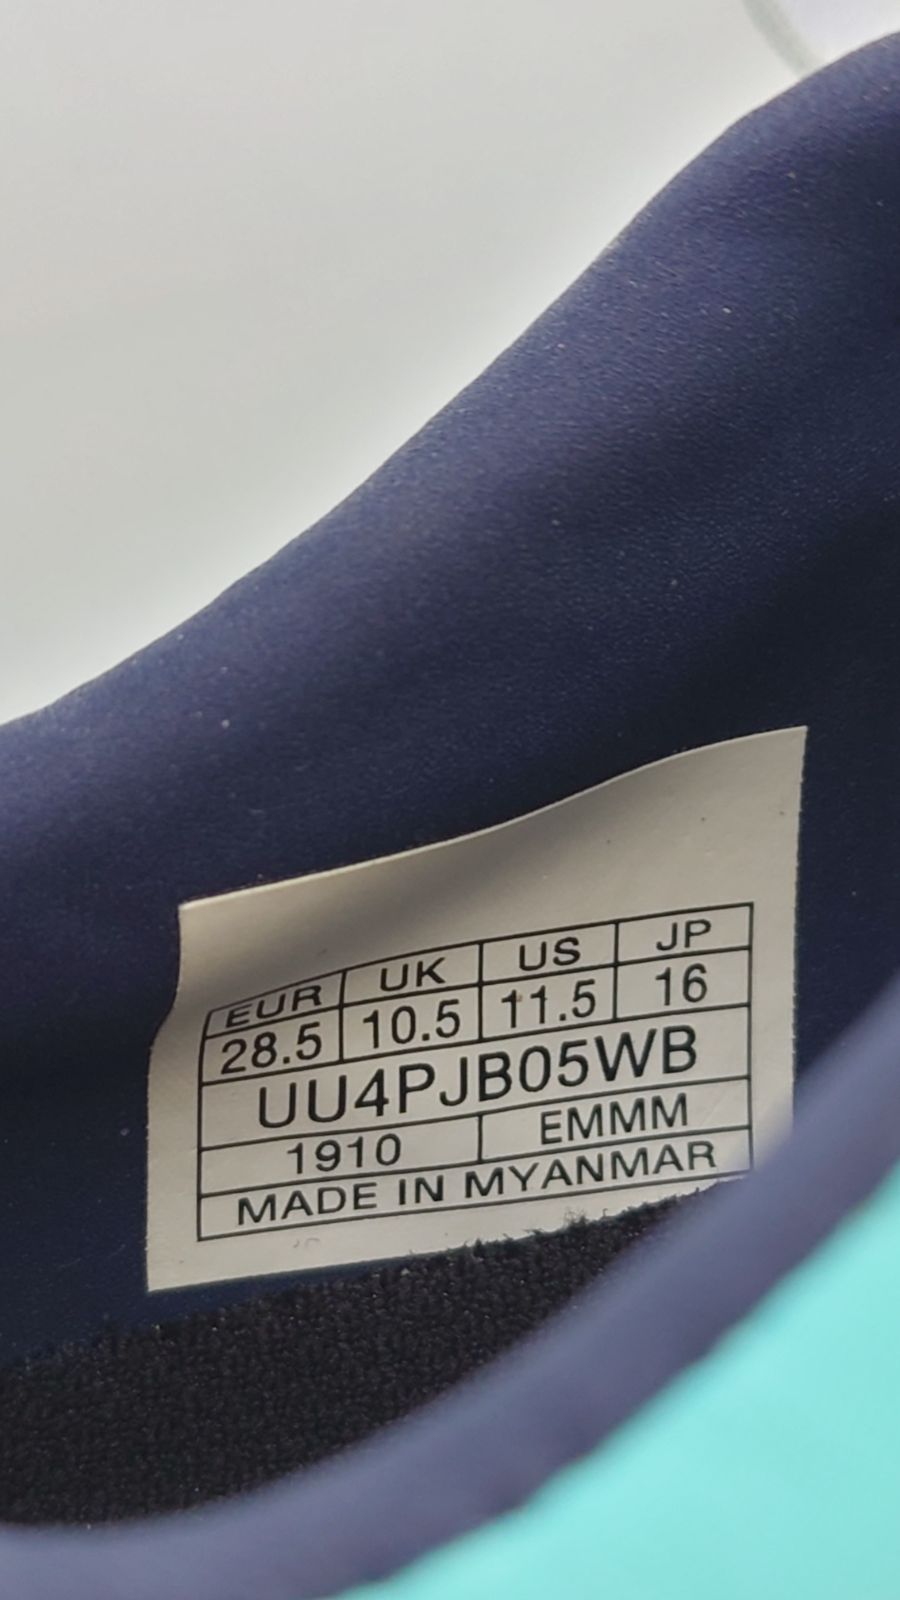 EUR UK US JP
28.5 10.5 11.5 16
UU4PJB05WB
1910 EMMM
MADE IN MYANMAR